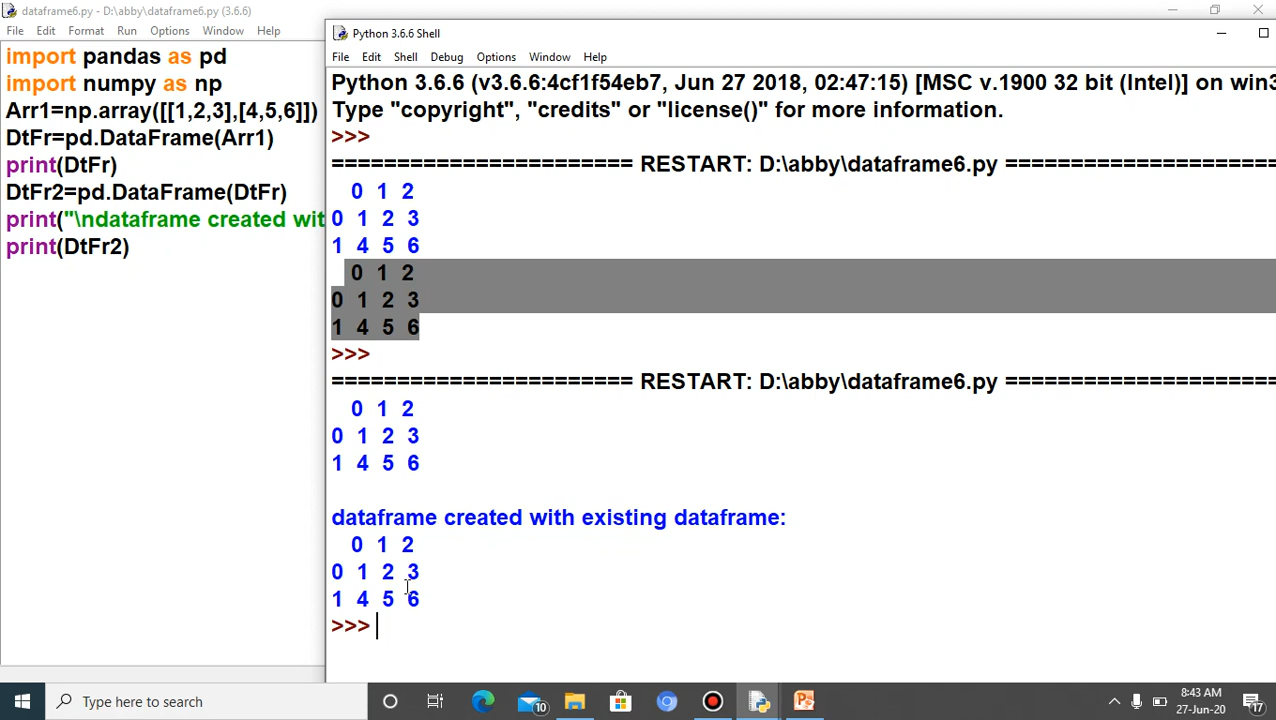 dataframe6.py - D:\abby\dataframe6.py (3.6.6)
File Edit Format Run Options Window Help
import pandas as pd
import numpy as np
Arr1=np.array([[1,2,3],[4,5,6]])
DtFr=pd.DataFrame(Arr1)
print(DtFr)
DtFr2=pd.DataFrame(DtFr)
print("\ndataframe created wit
print(DtFr2)
Python 3.6.6 Shell
File Edit Shell Debug Options Window Help
Python 3.6.6 (v3.6.6:4cf1f54eb7, Jun 27 2018, 02:47:15) [MSC v.1900 32 bit (Intel)] on win3
Type "copyright", "credits" or "license()" for more information.
>>>
======================= RESTART: D:\abby\dataframe6.py =====================
0 1 2
0 1 2 3
1 4 5 6
0 1 2
0 1 2 3
1 4 5 6
>>>
======================= RESTART: D:\abby\dataframe6.py =====================
0 1 2
0 1 2 3
1 4 5 6
dataframe created with existing dataframe:
0 1 2
0 1 2 3
1 4 5 6
>>>
Type here to search
10
8:43 AM
27-Jun-20
17